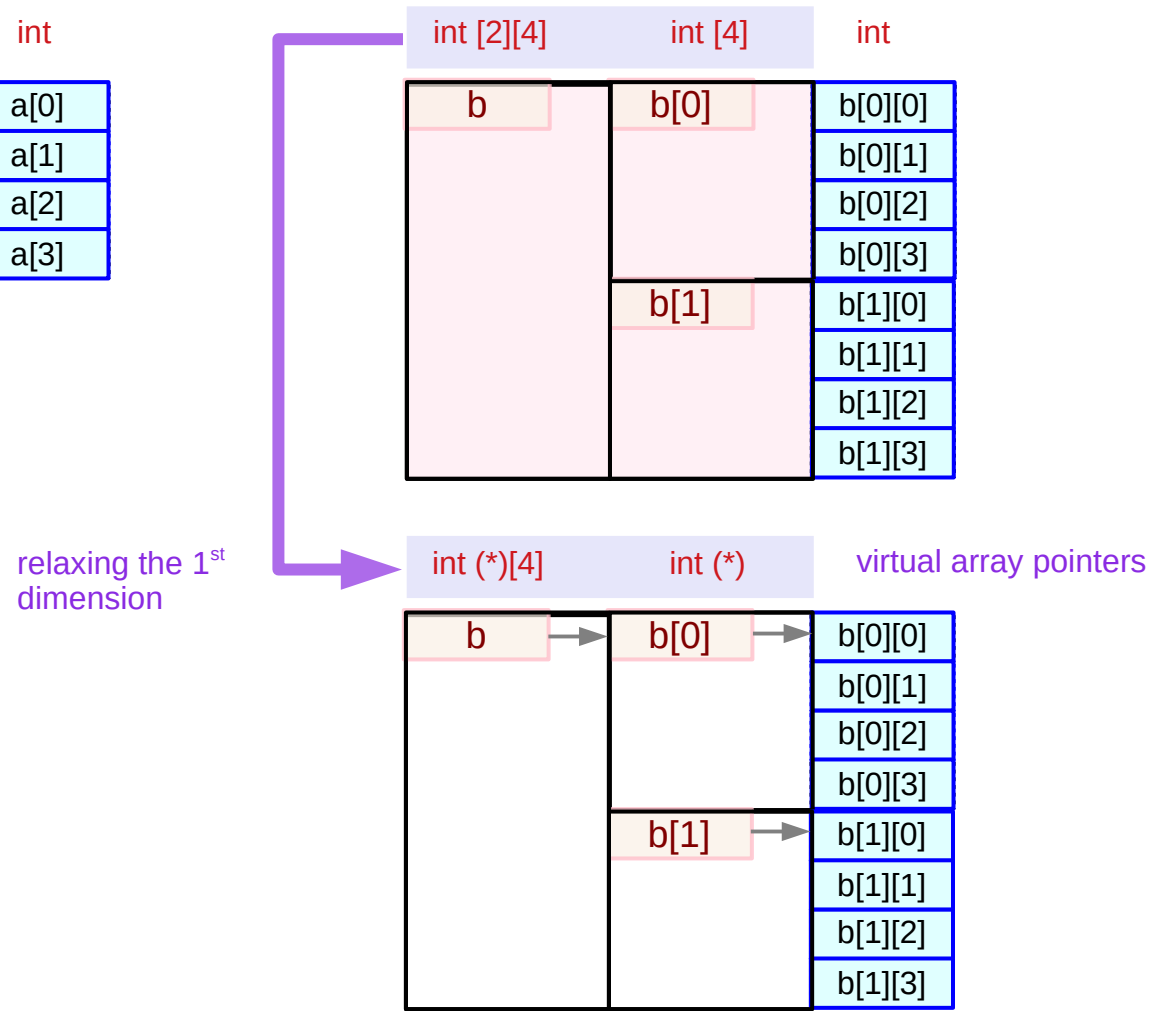 int
int [2][4]
int [4]
int
a[0]
a[1]
a[2]
a[3]
b
b[0]
b[1]
b[0][0]
b[0][1]
b[0][2]
b[0][3]
b[1][0]
b[1][1]
b[1][2]
b[1][3]
relaxing the 1st
dimension
int (*)[4]
int (*)
virtual array pointers
b
b[0]
b[1]
b[0][0]
b[0][1]
b[0][2]
b[0][3]
b[1][0]
b[1][1]
b[1][2]
b[1][3]